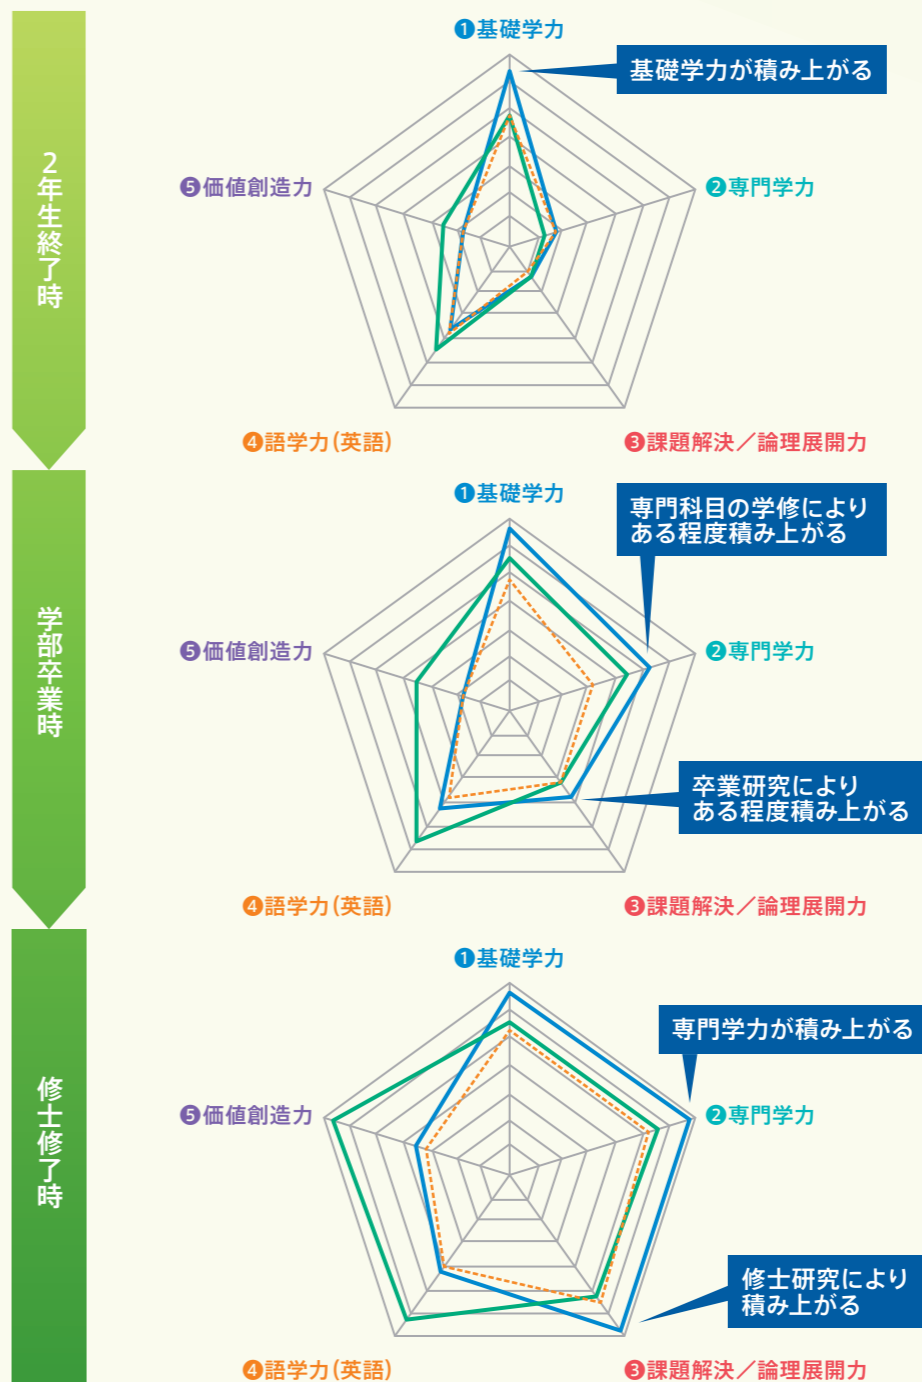 2年生終了時
❶基礎学力
基礎学力が積み上がる
❺価値創造力
❷専門学力
❹語学力(英語)
❸課題解決／論理展開力
学部卒業時
❶基礎学力
専門科目の学修により
ある程度積み上がる
❺価値創造力
❷専門学力
卒業研究により
ある程度積み上がる
❹語学力(英語)
❸課題解決／論理展開力
修士修了時
❶基礎学力
専門学力が積み上がる
❺価値創造力
❷専門学力
修士研究により
積み上がる
❹語学力(英語)
❸課題解決／論理展開力